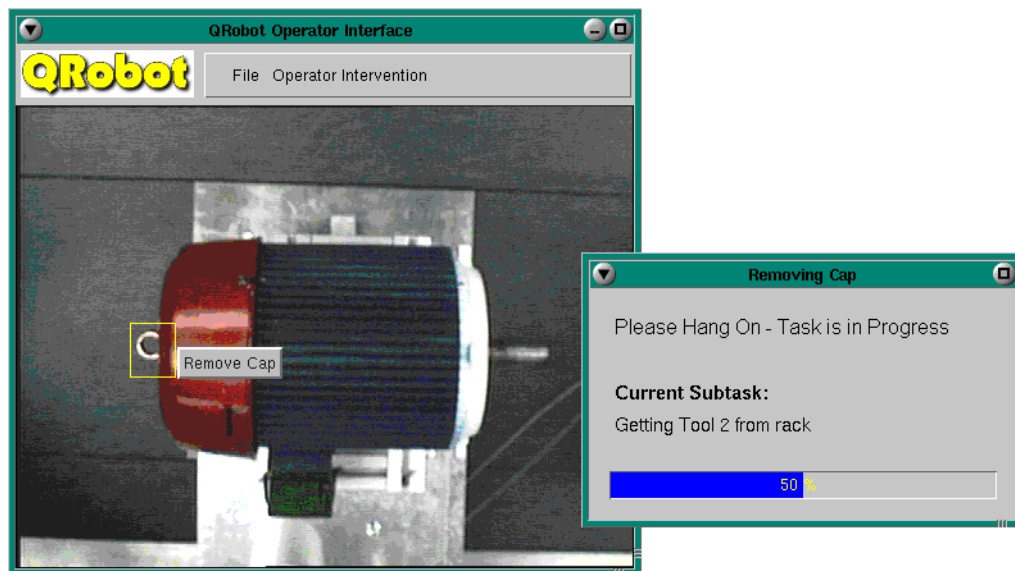 QRobot Operator Interface
QRobot
File Operator Intervention
Remove Cap
Removing Cap
Please Hang On - Task is in Progress
Current Subtask:
Getting Tool 2 from rack
50 %